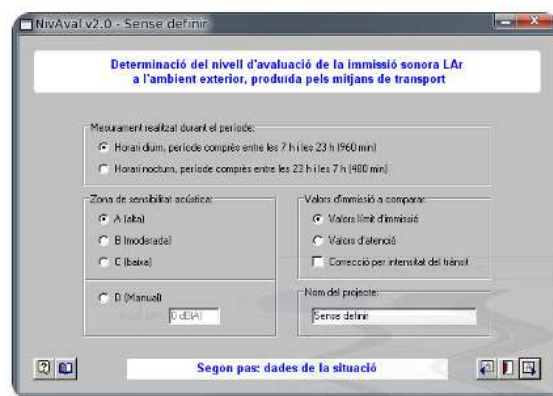 NivAval v2.0 - Sense definir
Determinació del nivell d'avaluació de la immissió sonora LAr
a l'ambient exterior, produïda pels mitjans de transport
Mesurament realitzat durant el període:
Horari diürn, període comprès entre les 7 h i les 23 h (960 min)
Horari nocturn, període comprès entre les 23 h i les 7 h (480 min)
Zona de sensibilitat acústica:
A (alta)
B (moderada)
C (baixa)
D (Manual)
0 dB(A)
Valors d'immissió a comparar:
Valors límit d'immissió
Valors d'atenció
Correcció per intensitat del trànsit
Nom del projecte:
Sense definir
Segon pas: dades de la situació